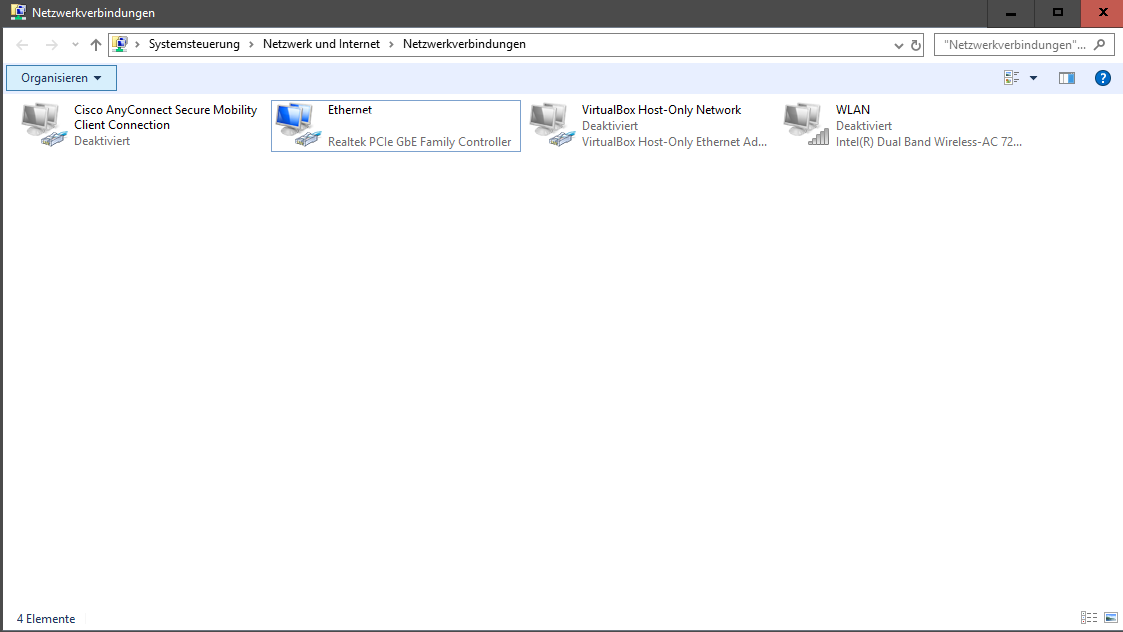 Netzwerkverbindungen
Systemsteuerung
Netzwerk und Internet
Netzwerkverbindungen
"Netzwerkverbindungen"...
Organisieren
Cisco AnyConnect Secure Mobility
Client Connection
Deaktiviert
Ethernet
Realtek PCIe GbE Family Controller
VirtualBox Host-Only Network
Deaktiviert
VirtualBox Host-Only Ethernet Ad...
WLAN
Deaktiviert
Intel(R) Dual Band Wireless-AC 72...
4 Elemente